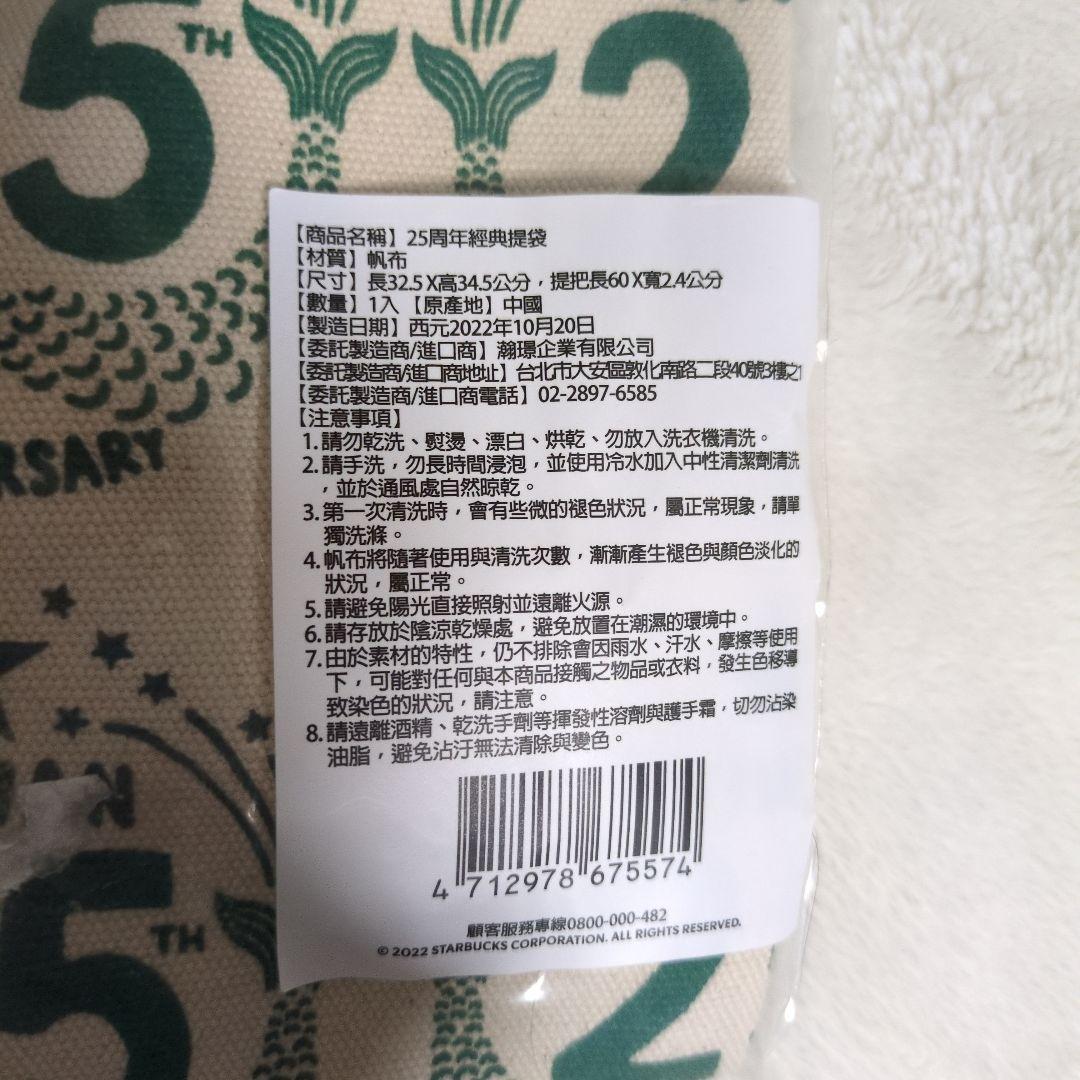 5TH
2
RSARY
WAN
【商品名稱】25周年經典提袋
【材質】帆布
【尺寸】長32.5 X高34.5公分，提把長60 X寬2.4公分
【數量】1入 【原產地】中國
【製造日期】西元2022年10月20日
【委託製造商/進口商】瀚璟企業有限公司
【委託製造商/進口商地址】台北市大安區敦化南路二段40號3樓之1
【委託製造商/進口商電話】02-2897-6585
【注意事項】
1.請勿乾洗、熨燙、漂白、烘乾、勿放入洗衣機清洗。
2.請手洗，勿長時間浸泡，並使用冷水加入中性清潔劑清洗
，並於通風處自然晾乾。
3.第一次清洗時，會有些微的褪色狀況，屬正常現象，請單
獨洗滌。
4.帆布將隨著使用與清洗次數，漸漸產生褪色與顏色淡化的
狀況，屬正常。
5.請避免陽光直接照射並遠離火源。
6.請存放於陰涼乾燥處，避免放置在潮濕的環境中。
7.由於素材的特性，仍不排除會因雨水、汗水、摩擦等使用
下，可能對任何與本商品接觸之物品或衣料，發生色移導
致染色的狀況，請注意。
8.請遠離酒精、乾洗手劑等揮發性溶劑與護手霜，切勿沾染
油脂，避免沾汙無法清除與變色。
4 712978 675574
顧客服務專線0800-000-482
© 2022 STARBUCKS CORPORATION. ALL RIGHTS RESERVED.
5TH
2